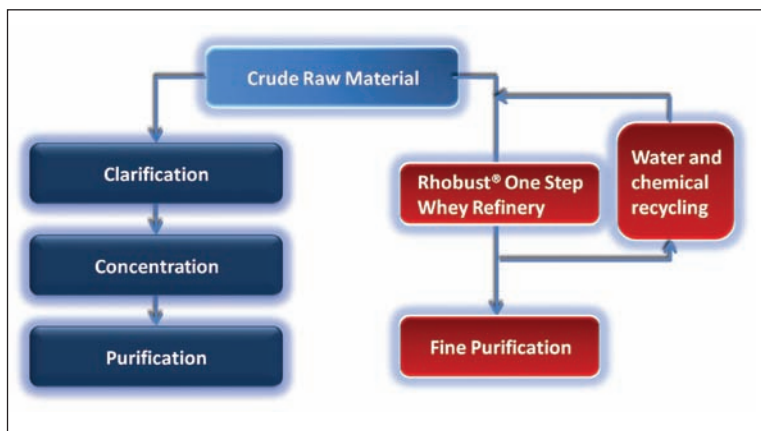 Crude Raw Material
Clarification
Concentration
Purification
Rhobust® One Step
Whey Refinery
Water and
chemical
recycling
Fine Purification